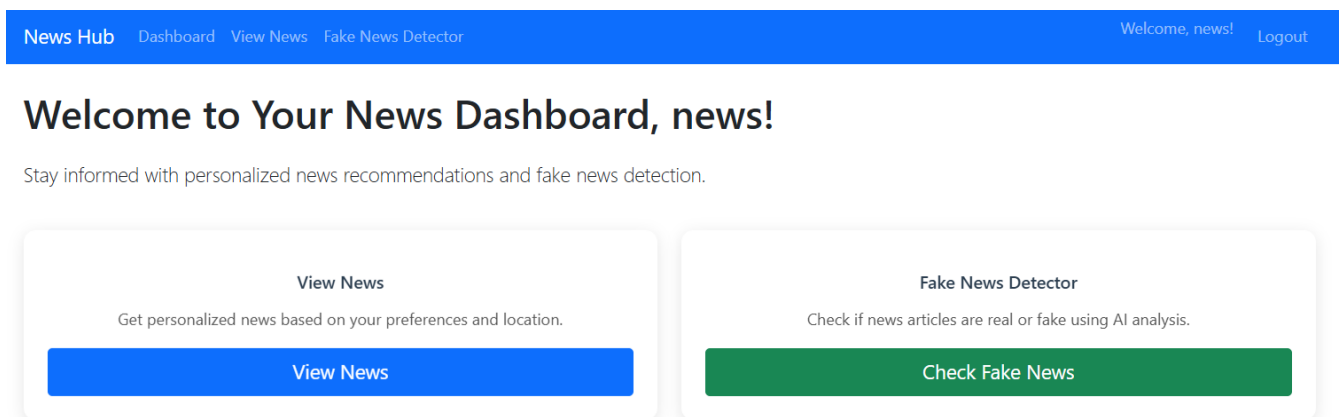 News Hub Dashboard View News Fake News Detector Welcome, news! Logout
Welcome to Your News Dashboard, news!
Stay informed with personalized news recommendations and fake news detection.
View News
Get personalized news based on your preferences and location.
View News
Fake News Detector
Check if news articles are real or fake using AI analysis.
Check Fake News